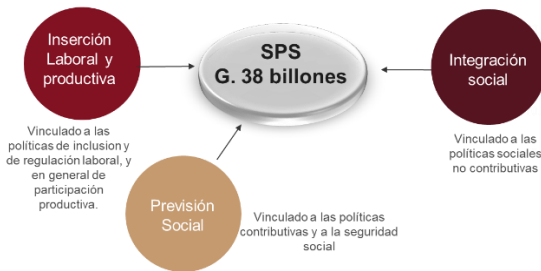 Inserción
Laboral y
productiva
SPS
G. 38 billones
Integración
social
Vinculado a las
políticas de inclusion y
de regulación laboral, y
en general de
participación
productiva.
Vinculado a las
políticas sociales
no contributivas
Previsión
Social
Vinculado a las políticas
contributivas y a la seguridad
social